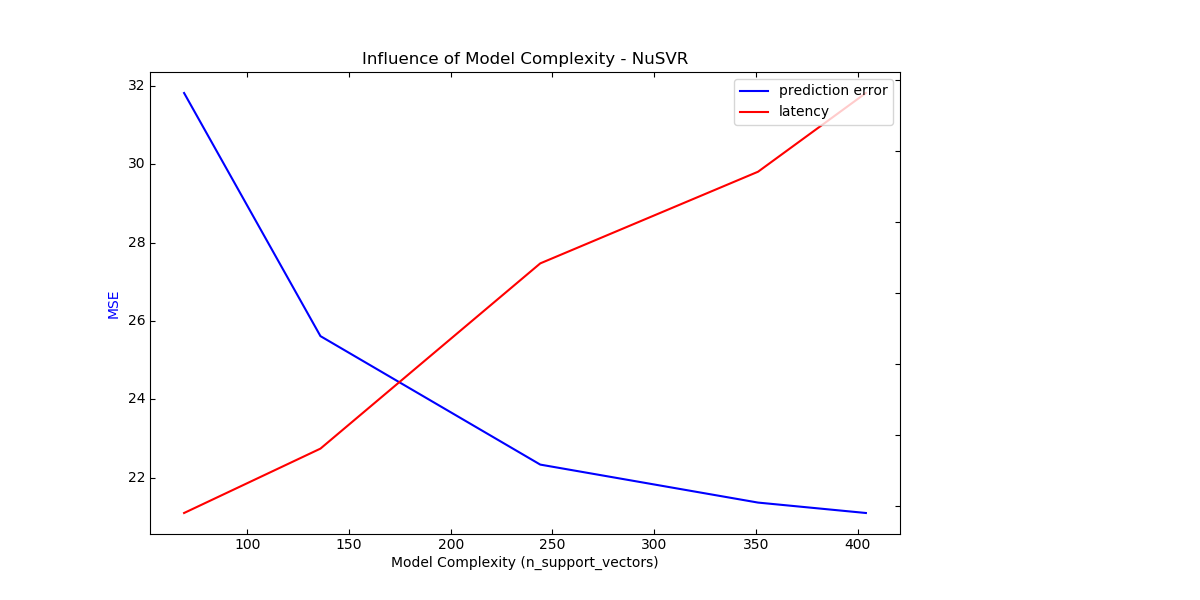 Influence of Model Complexity - NuSVR
prediction error
latency
32
30
28
26
24
22
MSE
100 150 200 250 300 350 400
Model Complexity (n_support_vectors)